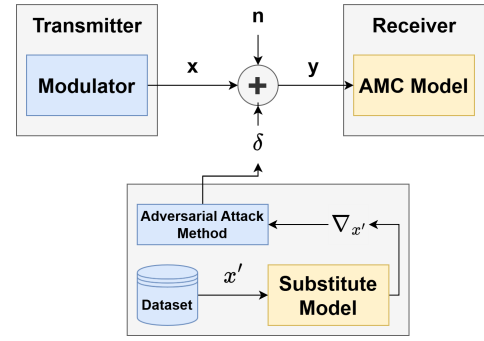 Transmitter
n
Receiver
Modulator
x
+
y
AMC Model
δ
Adversarial Attack
Method
∇x′
Dataset
x′
Substitute
Model